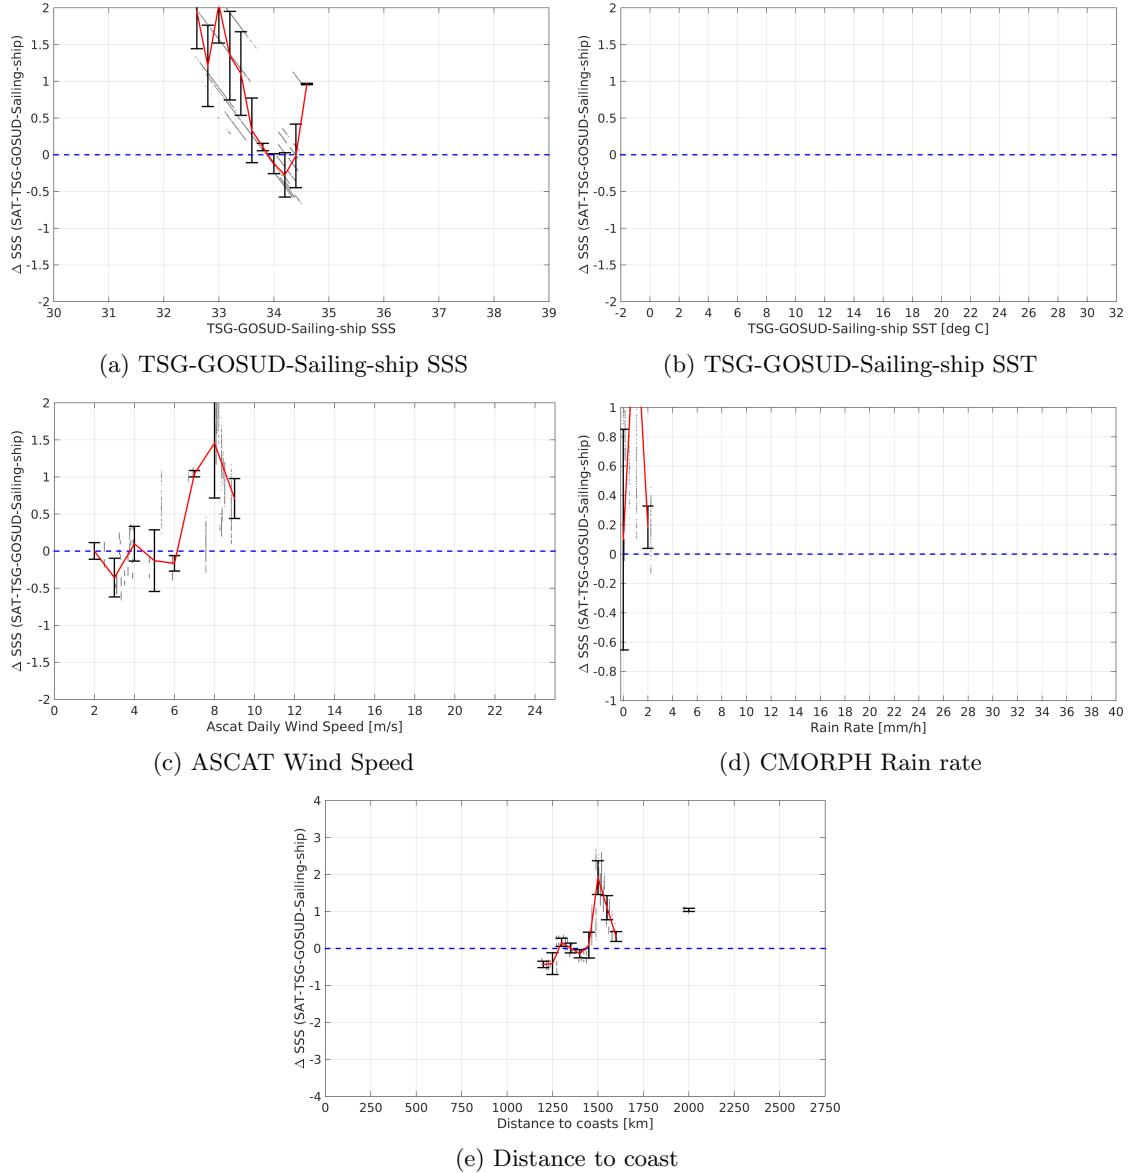 2
1.5
1
0.5
0
-0.5
-1
-1.5
-2
Δ SSS (SAT-TSG-GOSUD-Sailing-ship)
30 31 32 33 34 35 36 37 38 39
TSG-GOSUD-Sailing-ship SSS
(a) TSG-GOSUD-Sailing-ship SSS
2
1.5
1
0.5
0
-0.5
-1
-1.5
-2
Δ SSS (SAT-TSG-GOSUD-Sailing-ship)
-2 0 2 4 6 8 10 12 14 16 18 20 22 24 26 28 30 32
TSG-GOSUD-Sailing-ship SST [deg C]
(b) TSG-GOSUD-Sailing-ship SST
2
1.5
1
0.5
0
-0.5
-1
-1.5
-2
Δ SSS (SAT-TSG-GOSUD-Sailing-ship)
0 2 4 6 8 10 12 14 16 18 20 22 24
Ascat Daily Wind Speed [m/s]
(c) ASCAT Wind Speed
1
0.8
0.6
0.4
0.2
0
-0.2
-0.4
-0.6
-0.8
-1
Δ SSS (SAT-TSG-GOSUD-Sailing-ship)
0 2 4 6 8 10 12 14 16 18 20 22 24 26 28 30 32 34 36 38 40
Rain Rate [mm/h]
(d) CMORPH Rain rate
4
3
2
1
0
-1
-2
-3
-4
Δ SSS (SAT-TSG-GOSUD-Sailing-ship)
0 250 500 750 1000 1250 1500 1750 2000 2250 2500 2750
Distance to coasts [km]
(e) Distance to coast